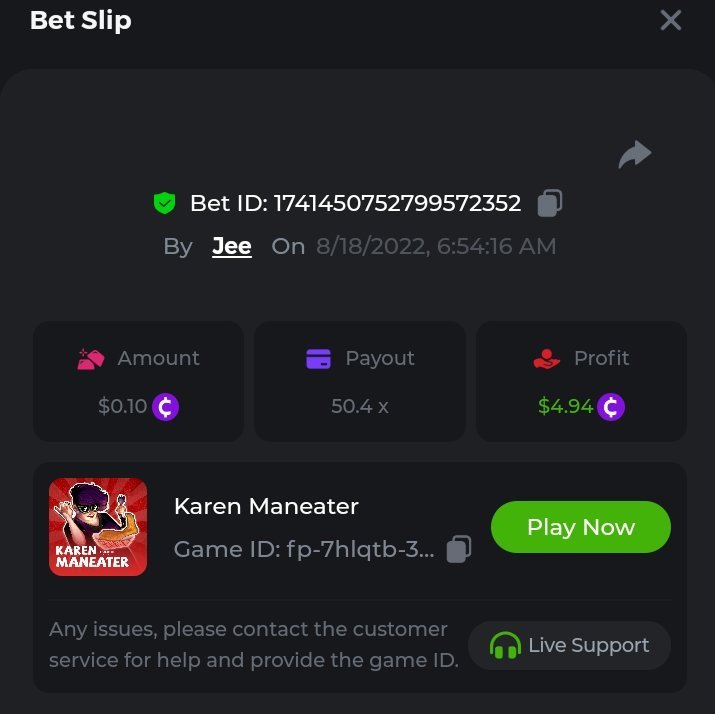 Bet Slip
Bet ID: 1741450752799572352
By Jee On 8/18/2022, 6:54:16 AM
Amount
Payout
Profit
$0.10
50.4 x
$4.94
KAREN
MANEATER
Karen Maneater
Game ID: fp-7hlqtb-3...
Play Now
Any issues, please contact the customer
service for help and provide the game ID.
Live Support